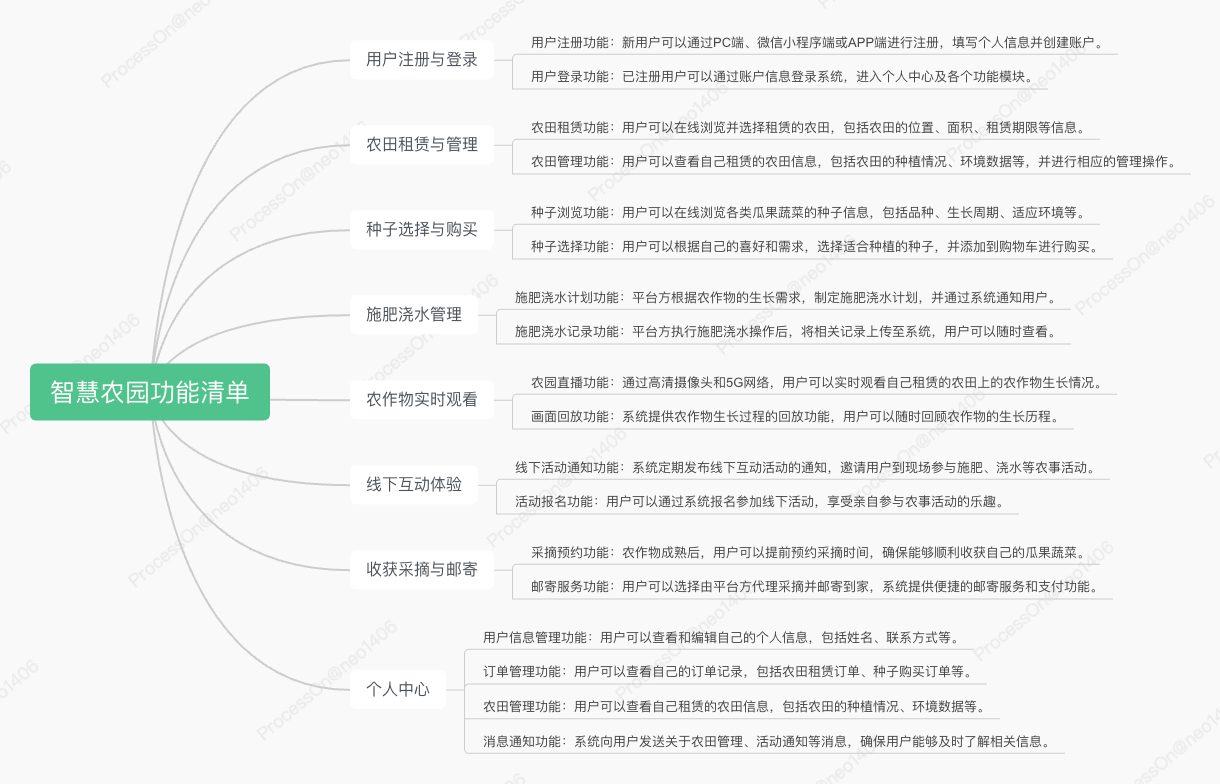 用户注册与登录
用户注册功能：新用户可以通过PC端、微信小程序端或APP端进行注册，填写个人信息并创建账户。
用户登录功能：已注册用户可以通过账户信息登录系统，进入个人中心及各个功能模块。
农田租赁与管理
农田租赁功能：用户可以在线浏览并选择租赁的农田，包括农田的位置、面积、租赁期限等信息。
农田管理功能：用户可以查看自己租赁的农田信息，包括农田的种植情况、环境数据等，并进行相应的管理操作。
种子选择与购买
种子浏览功能：用户可以在线浏览各类瓜果蔬菜的种子信息，包括品种、生长周期、适应环境等。
种子选择功能：用户可以根据自己的喜好和需求，选择适合种植的种子，并添加到购物车进行购买。
施肥浇水管理
施肥浇水计划功能：平台方根据农作物的生长需求，制定施肥浇水计划，并通过系统通知用户。
施肥浇水记录功能：平台方执行施肥浇水操作后，将相关记录上传至系统，用户可以随时查看。
智慧农园功能清单
农作物实时观看
农园直播功能：通过高清摄像头和5G网络，用户可以实时观看自己租赁的农田上的农作物生长情况。
画面回放功能：系统提供农作物生长过程的回放功能，用户可以随时回顾农作物的生长历程。
线下互动体验
线下活动通知功能：系统定期发布线下互动活动的通知，邀请用户到现场参与施肥、浇水等农事活动。
活动报名功能：用户可以通过系统报名参加线下活动，享受亲自参与农事活动的乐趣。
收获采摘与邮寄
采摘预约功能：农作物成熟后，用户可以提前预约采摘时间，确保能够顺利收获自己的瓜果蔬菜。
邮寄服务功能：用户可以选择由平台方代理采摘并邮寄到家，系统提供便捷的邮寄服务和支付功能。
个人中心
用户信息管理功能：用户可以查看和编辑自己的个人信息，包括姓名、联系方式等。
订单管理功能：用户可以查看自己的订单记录，包括农田租赁订单、种子购买订单等。
农田管理功能：用户可以查看自己租赁的农田信息，包括农田的种植情况、环境数据等。
消息通知功能：系统向用户发送关于农田管理、活动通知等消息，确保用户能够及时了解相关信息。
ProcessOn@neo1406